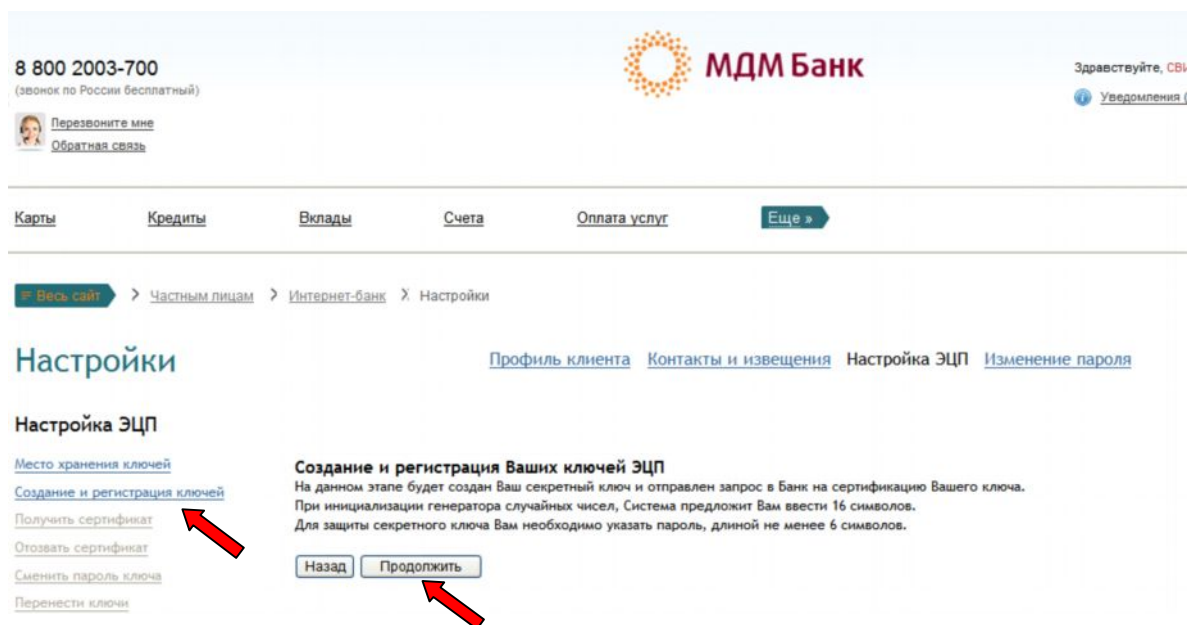 8 800 2003-700
(звонок по России бесплатный)
Перезвоните мне
Обратная связь
МДМ Банк
Здравствуйте, СВИ
Уведомления (
Карты Кредиты Вклады Счета Оплата услуг Еще »
Весь сайт > Частным лицам > Интернет-банк > Настройки
Настройки
Профиль клиента Контакты и извещения Настройка ЭЦП Изменение пароля
Настройка ЭЦП
Место хранения ключей
Создание и регистрация ключей
Получить сертификат
Отозвать сертификат
Сменить пароль ключа
Перенести ключи
Создание и регистрация Ваших ключей ЭЦП
На данном этапе будет создан Ваш секретный ключ и отправлен запрос в Банк на сертификацию Вашего ключа.
При инициализации генератора случайных чисел, Система предложит Вам ввести 16 символов.
Для защиты секретного ключа Вам необходимо указать пароль, длиной не менее 6 символов.
Назад Продолжить